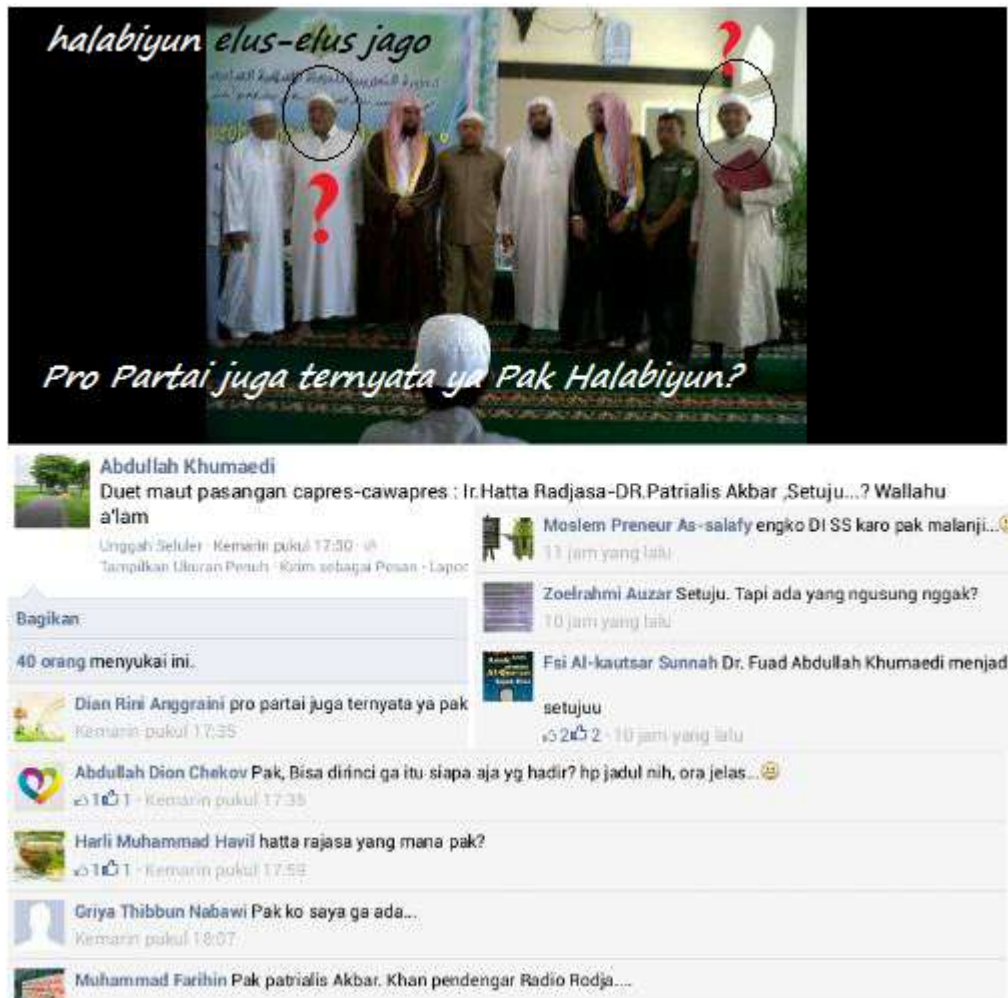 halabiyun elus-elus jago
?
?
Pro Partai juga ternyata ya Pak Halabiyun?
Abdullah Khumaedi
Duet maut pasangan capres-cawapres : Ir.Hatta Radjasa-DR.Patrialis Akbar ,Setuju...? Wallahu
a'lam
Unggah Seluler · Kemarin pukul 17:30
Tampilkan Ukuran Penuh · Kirim sebagai Pesan · Lapor
Bagikan
40 orang menyukai ini.
Dian Rini Anggraini pro partai juga ternyata ya pak
Kemarin pukul 17:35
Moslem Preneur As-salafy engko DI SS karo pak malanji...
11 jam yang lalu
Zoelrahmi Auzar Setuju. Tapi ada yang ngusung nggak?
10 jam yang lalu
Fsi Al-kautsar Sunnah Dr. Fuad Abdullah Khumaedi menjad
setujuu
2 2 · 10 jam yang lalu
Abdullah Dion Chekov Pak, Bisa dirinci ga itu siapa aja yg hadir? hp jadul nih, ora jelas...
1 1 · Kemarin pukul 17:35
Harli Muhammad Havil hatta rajasa yang mana pak?
1 1 · Kemarin pukul 17:59
Griya Thibbun Nabawi Pak ko saya ga ada...
Kemarin pukul 18:07
Muhammad Farihin Pak patrialis Akbar. Khan pendengar Radio Rodja....